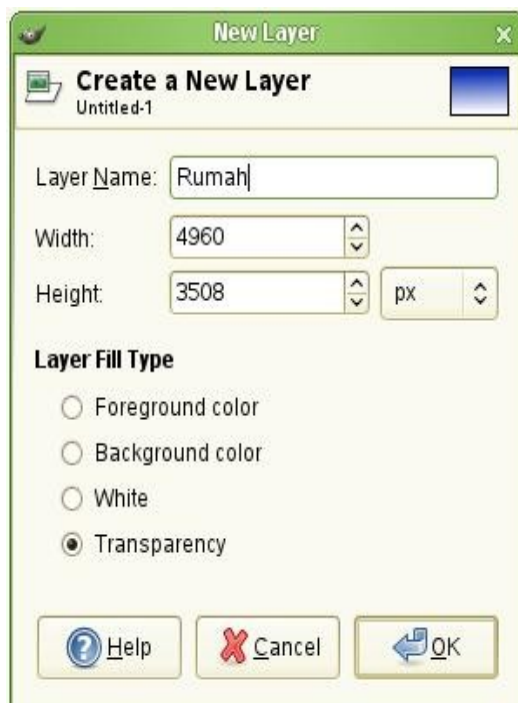 New Layer
Create a New Layer
Untitled-1
Layer Name: Rumah
Width: 4960
Height: 3508 px
Layer Fill Type
Foreground color
Background color
White
Transparency
Help Cancel OK